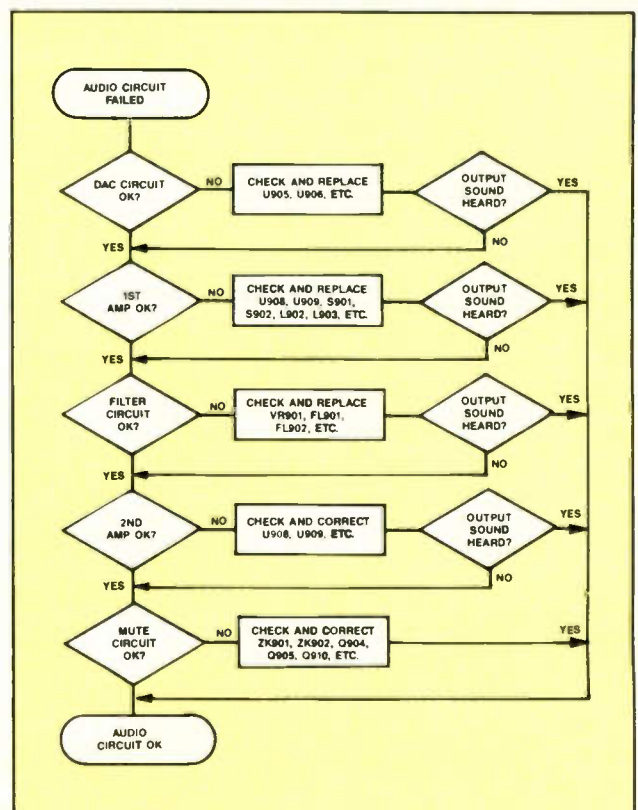 AUDIO CIRCUIT
FAILED
DAC CIRCUIT
OK?
NO
CHECK AND REPLACE
U905, U906, ETC.
OUTPUT
SOUND
HEARD?
YES
NO
YES
1ST
AMP OK?
NO
CHECK AND REPLACE
U908, U909, S901,
S902, L902, L903, ETC.
OUTPUT
SOUND
HEARD?
YES
NO
YES
FILTER
CIRCUIT
OK?
NO
CHECK AND REPLACE
VR901, FL901,
FL902, ETC.
OUTPUT
SOUND
HEARD?
YES
NO
YES
2ND
AMP OK?
NO
CHECK AND CORRECT
U908, U909, ETC.
OUTPUT
SOUND
HEARD?
YES
NO
YES
MUTE
CIRCUIT
OK?
NO
CHECK AND CORRECT
ZK901, ZK902, Q904,
Q905, Q910, ETC.
YES
AUDIO
CIRCUIT OK